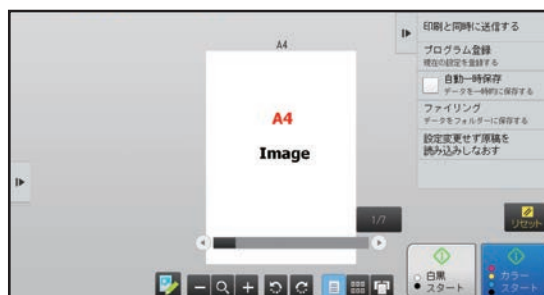 A4
A4
Image
1/7
印刷と同時に送信する
プログラム登録
現在の設定を登録する
自動一時保存
データを一時的に保存する
ファイリング
データをフォルダーに保存する
設定変更せず原稿を
読み込みしなおす
リセット
白黒
スタート
カラー
スタート